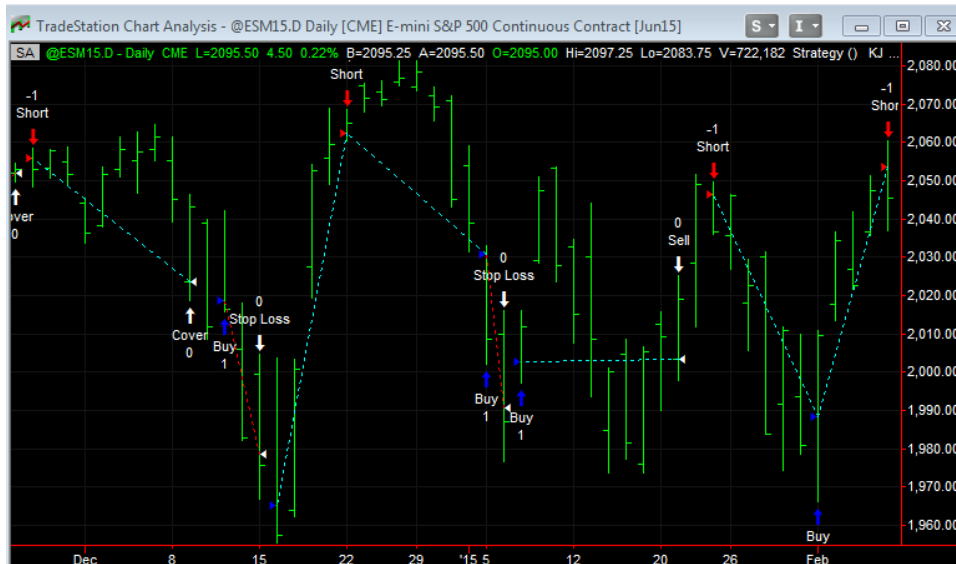 TradeStation Chart Analysis - @ESM15.D Daily [CME] E-mini S&P 500 Continuous Contract [Jun15]
S
I
SA @ESM15.D - Daily CME L=2095.50 4.50 0.22% B=2095.25 A=2095.50 O=2095.00 Hi=2097.25 Lo=2083.75 V=722,182 Strategy () KJ ...
2,080.00
Short
2,070.00
-1
Short
-1
Shor
2,060.00
-1
Short
2,050.00
over
0
2,040.00
0
Sell
2,030.00
0
Stop Loss
2,020.00
0
Stop Loss
2,010.00
Cover
0
Buy
1
2,000.00
Buy
1
Buy
1
1,990.00
1,980.00
1,970.00
1,960.00
Buy
Dec 8 15 22 29 '15 5 12 20 26 Feb